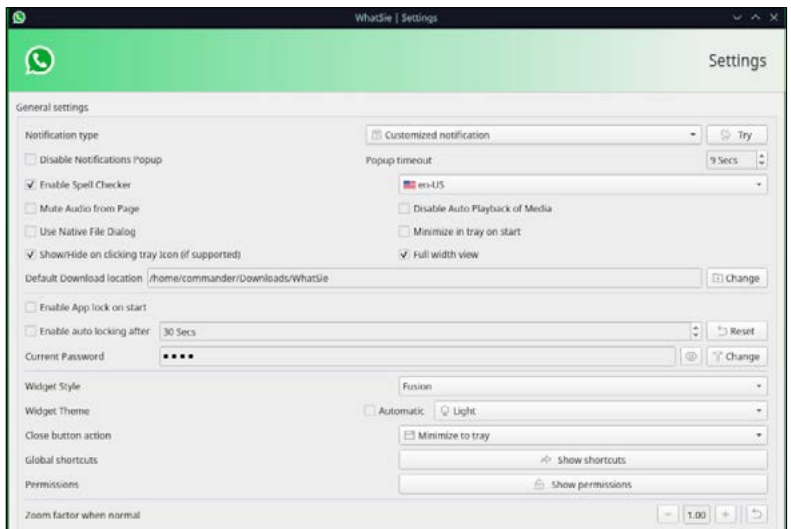 WhatSie | Settings
Settings
General settings
Notification type Customized notification Try
Disable Notifications Popup Popup timeout 9 Secs
Enable Spell Checker en-US
Mute Audio from Page Disable Auto Playback of Media
Use Native File Dialog Minimize in tray on start
Show/Hide on clicking tray Icon (if supported) Full width view
Default Download location /home/commander/Downloads/WhatSie Change
Enable App lock on start
Enable auto locking after 30 Secs Reset
Current Password •••• Change
Widget Style Fusion
Widget Theme Automatic Light
Close button action Minimize to tray
Global shortcuts Show shortcuts
Permissions Show permissions
Zoom factor when normal − 1.00 +